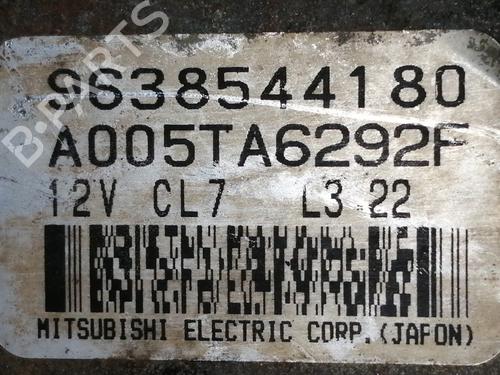 9638544180
A005TA6292F
12V CL7 L3 22
MITSUBISHI ELECTRIC CORP. (JAPON)
B-PARTS